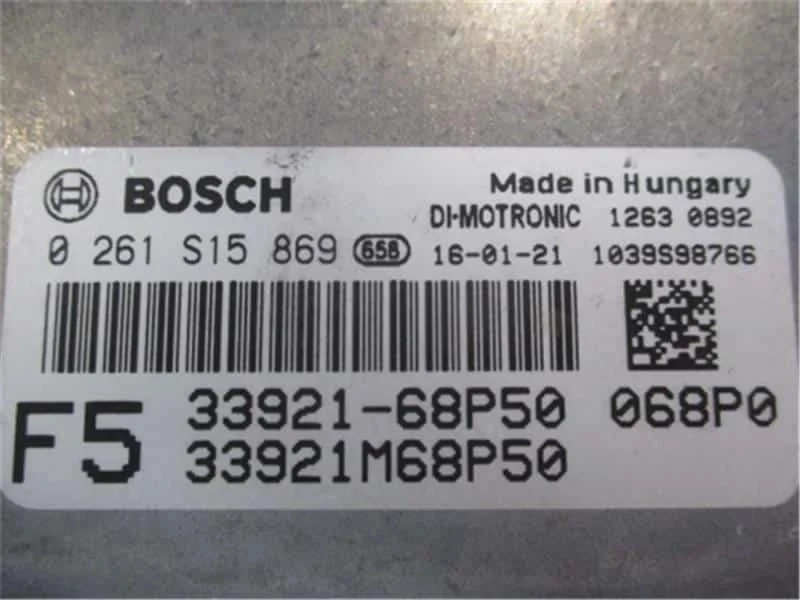 BOSCH Made in Hungary
DI-MOTRONIC 1263 0892
0 261 S15 869 658 16-01-21 1039S98766
F5 33921-68P50 068P0
33921M68P50